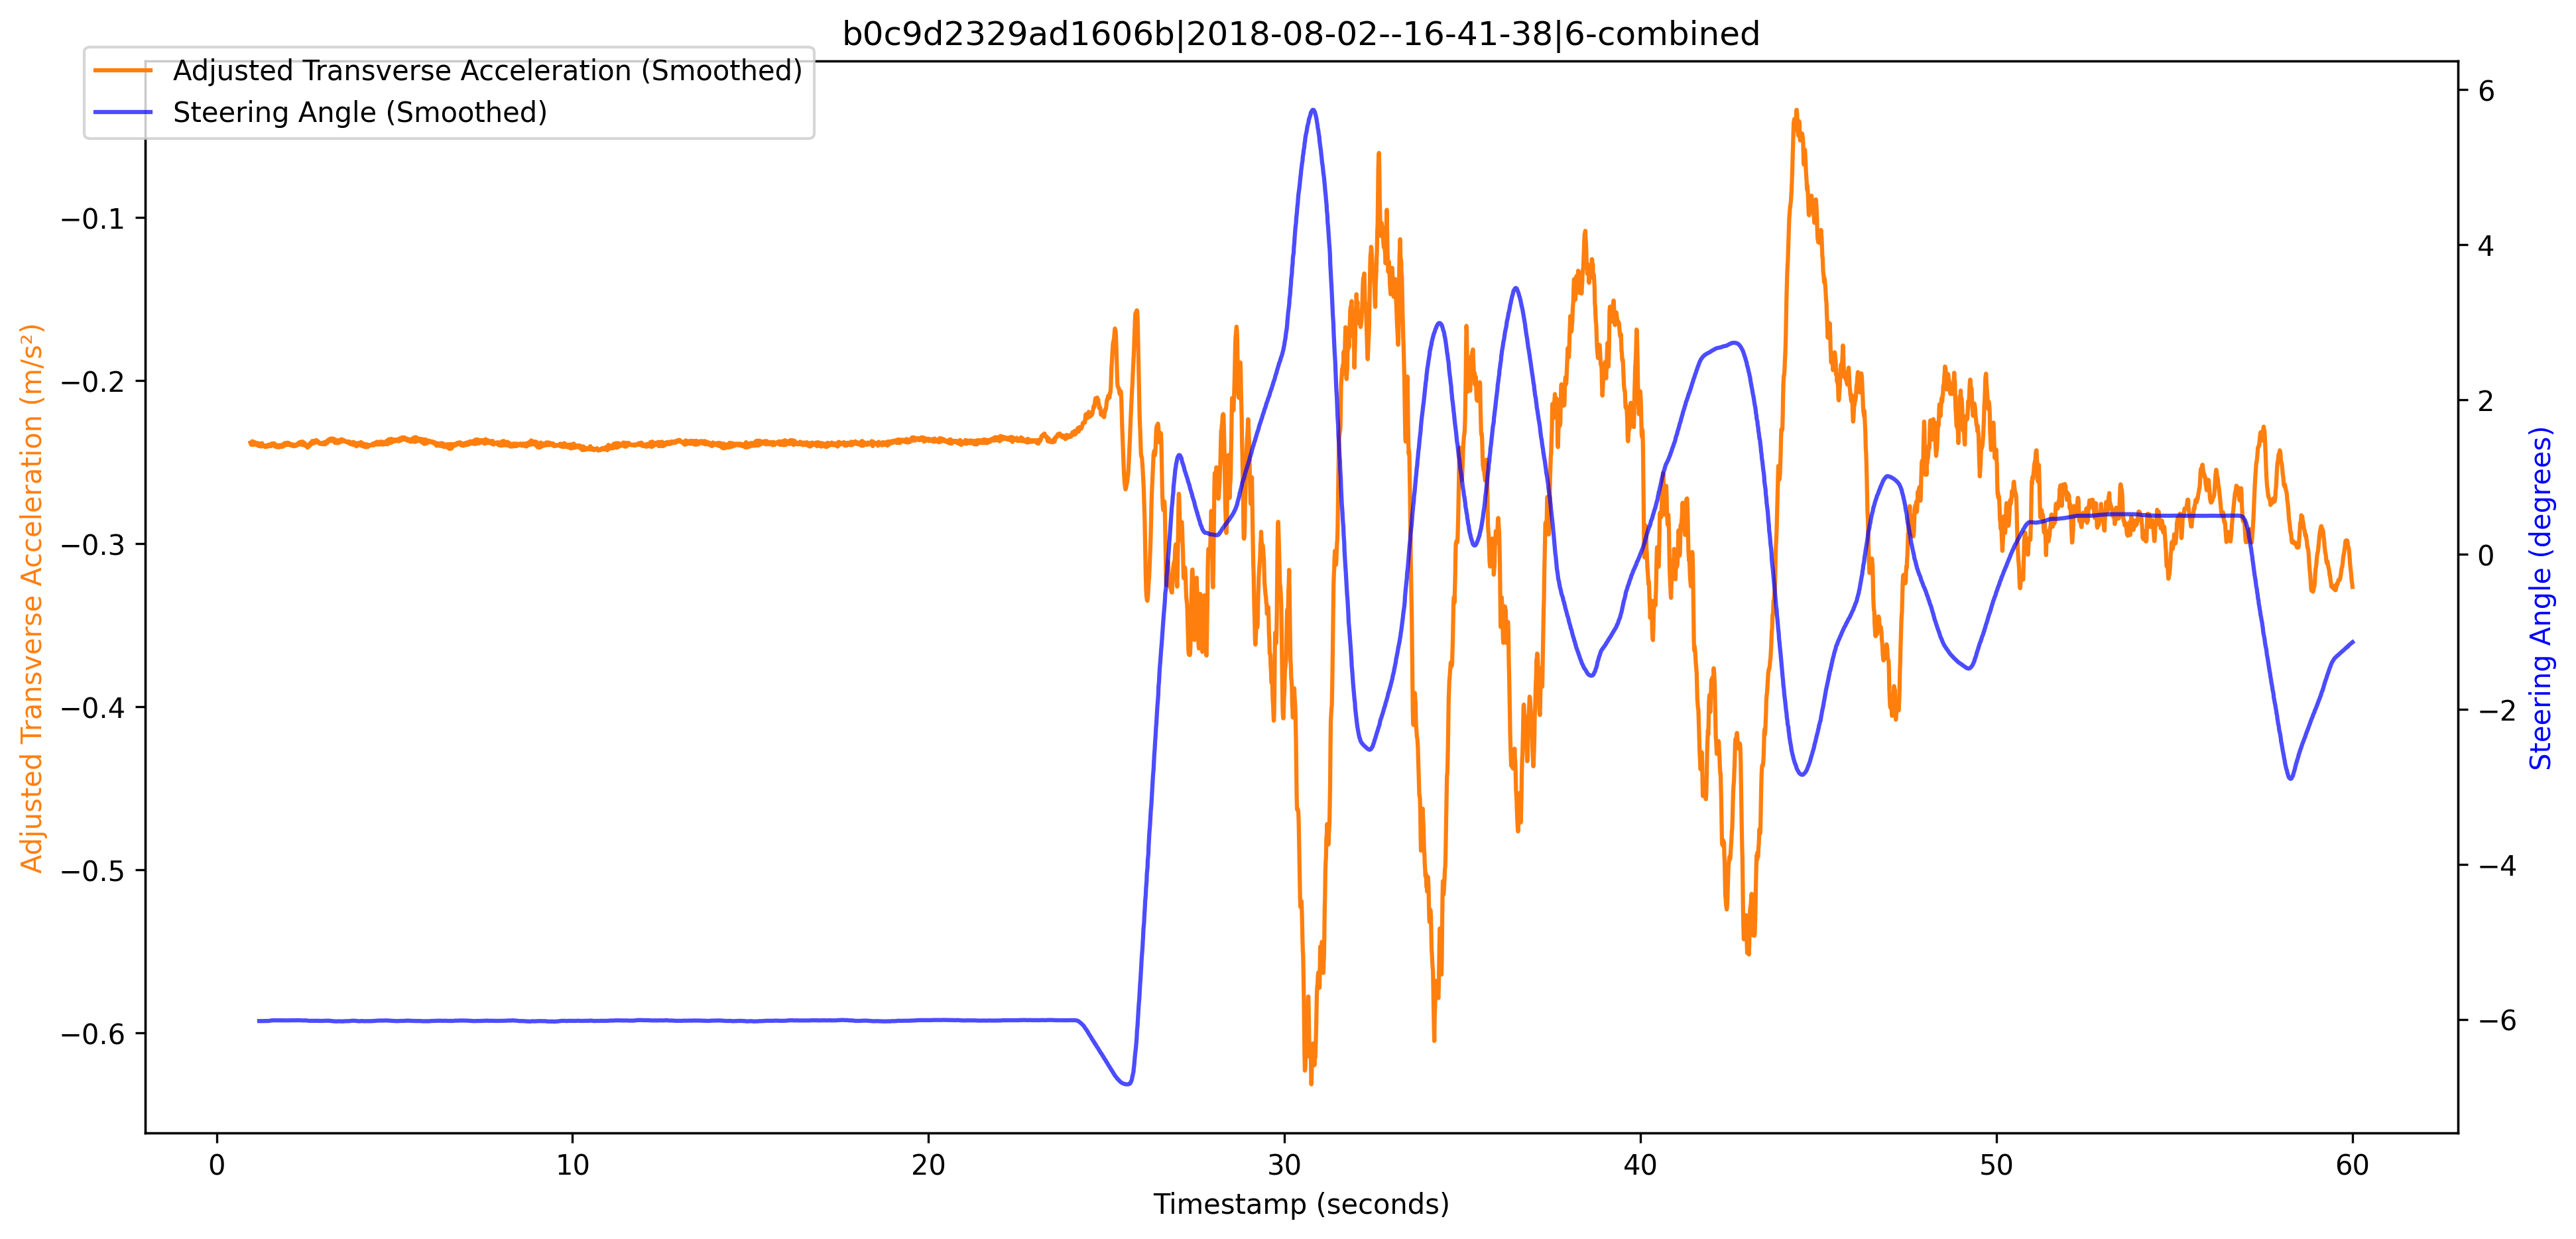 b0c9d2329ad1606b|2018-08-02--16-41-38|6-combined
Adjusted Transverse Acceleration (Smoothed)
Steering Angle (Smoothed)
Adjusted Transverse Acceleration (m/s²)
−0.1
−0.2
−0.3
−0.4
−0.5
−0.6
6
4
2
0
−2
−4
−6
Steering Angle (degrees)
0 10 20 30 40 50 60
Timestamp (seconds)